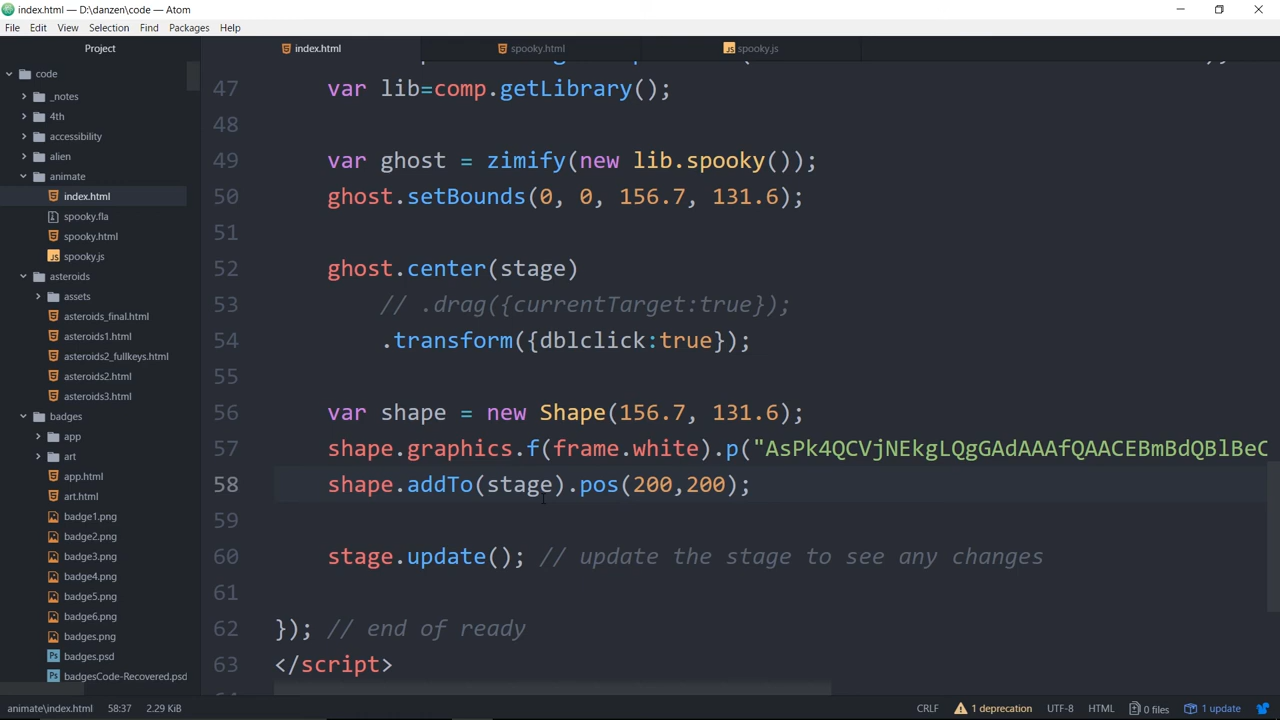 index.html — D:\danzen\code — Atom
File Edit View Selection Find Packages Help
Project
index.html
spooky.html
spooky.js
code
_notes
4th
accessibility
alien
animate
index.html
spooky.fla
spooky.html
spooky.js
asteroids
assets
asteroids_final.html
asteroids1.html
asteroids2_fullkeys.html
asteroids2.html
asteroids3.html
badges
app
art
app.html
art.html
badge1.png
badge2.png
badge3.png
badge4.png
badge5.png
badge6.png
badges.png
badges.psd
badgesCode-Recovered.psd
47 var lib=comp.getLibrary();
48
49 var ghost = zimify(new lib.spooky());
50 ghost.setBounds(0, 0, 156.7, 131.6);
51
52 ghost.center(stage)
53 // .drag({currentTarget:true});
54 .transform({dblclick:true});
55
56 var shape = new Shape(156.7, 131.6);
57 shape.graphics.f(frame.white).p("AsPk4QCVjNEkgLQgGAdAAAfQAACEBmBdQBlBeC
58 shape.addTo(stage).pos(200,200);
59
60 stage.update(); // update the stage to see any changes
61
62 }); // end of ready
63 </script>
animate\index.html 58:37 2.29 KiB
CRLF 1 deprecation UTF-8 HTML 0 files 1 update